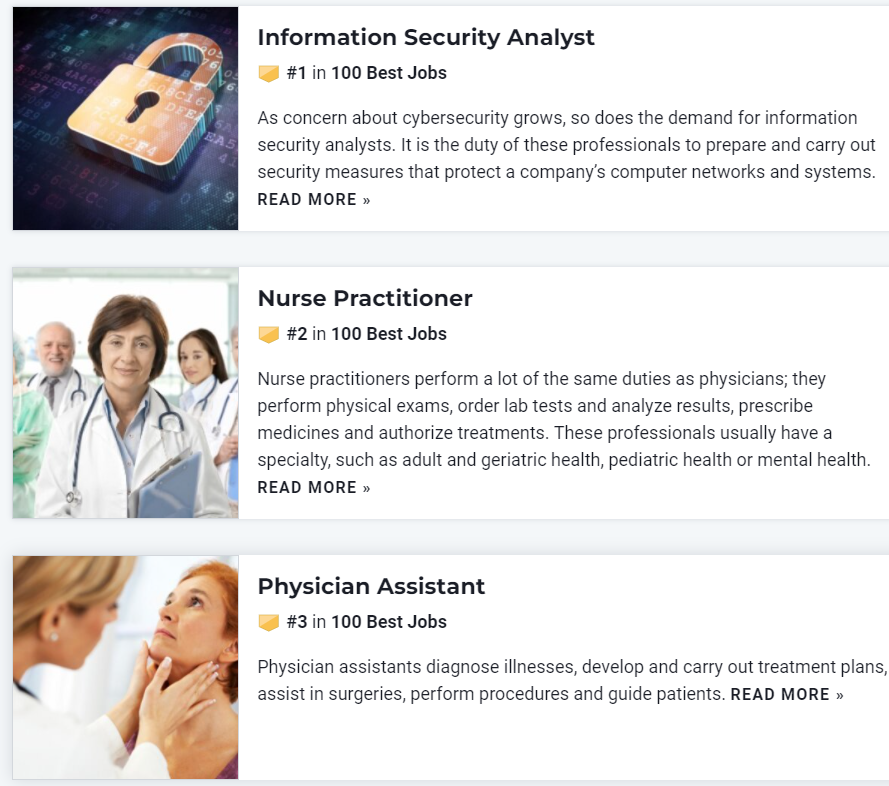 Information Security Analyst
#1 in 100 Best Jobs
As concern about cybersecurity grows, so does the demand for information
security analysts. It is the duty of these professionals to prepare and carry out
security measures that protect a company’s computer networks and systems.
READ MORE »
Nurse Practitioner
#2 in 100 Best Jobs
Nurse practitioners perform a lot of the same duties as physicians; they
perform physical exams, order lab tests and analyze results, prescribe
medicines and authorize treatments. These professionals usually have a
specialty, such as adult and geriatric health, pediatric health or mental health.
READ MORE »
Physician Assistant
#3 in 100 Best Jobs
Physician assistants diagnose illnesses, develop and carry out treatment plans,
assist in surgeries, perform procedures and guide patients. READ MORE »